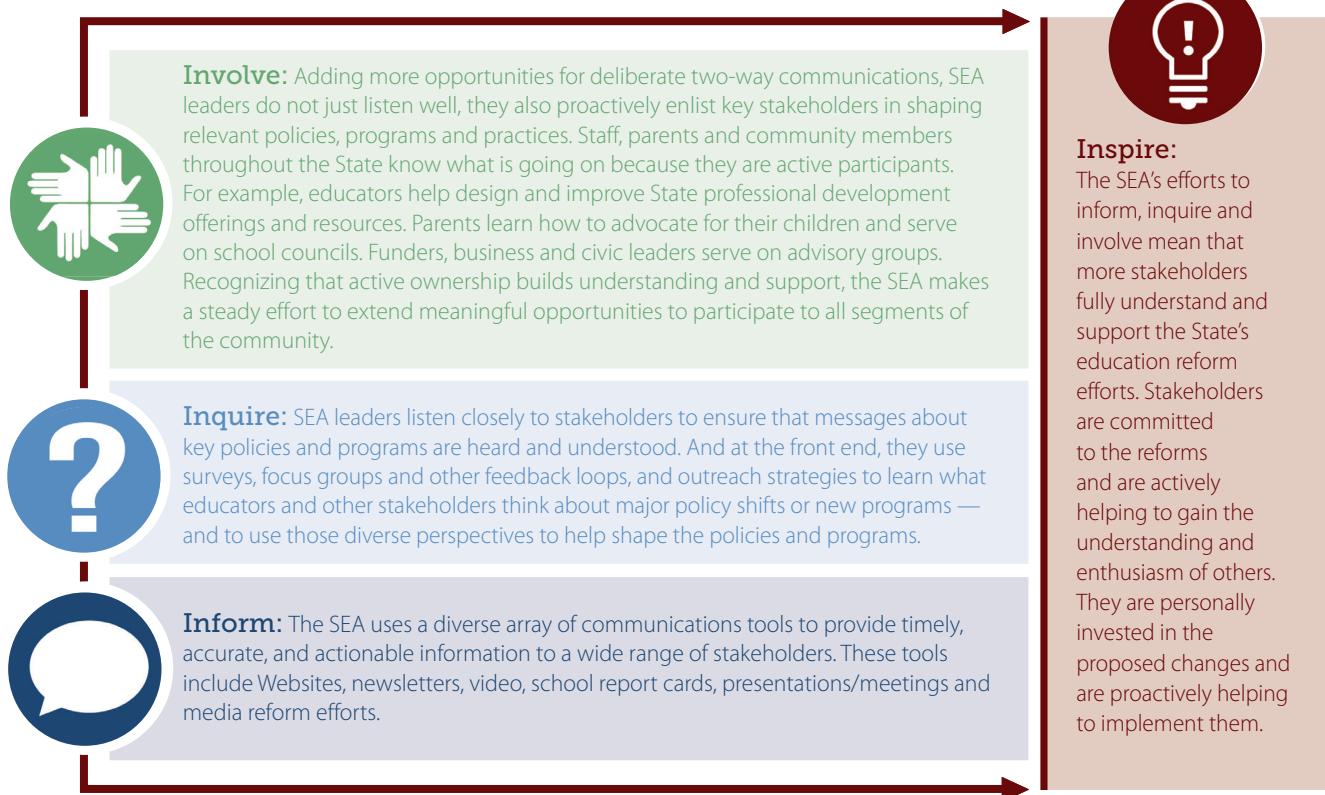 Involve: Adding more opportunities for deliberate two-way communications, SEA
leaders do not just listen well, they also proactively enlist key stakeholders in shaping
relevant policies, programs and practices. Staff, parents and community members
throughout the State know what is going on because they are active participants.
For example, educators help design and improve State professional development
offerings and resources. Parents learn how to advocate for their children and serve
on school councils. Funders, business and civic leaders serve on advisory groups.
Recognizing that active ownership builds understanding and support, the SEA makes
a steady effort to extend meaningful opportunities to participate to all segments of
the community.
?
Inquire: SEA leaders listen closely to stakeholders to ensure that messages about
key policies and programs are heard and understood. And at the front end, they use
surveys, focus groups and other feedback loops, and outreach strategies to learn what
educators and other stakeholders think about major policy shifts or new programs —
and to use those diverse perspectives to help shape the policies and programs.
Inform: The SEA uses a diverse array of communications tools to provide timely,
accurate, and actionable information to a wide range of stakeholders. These tools
include Websites, newsletters, video, school report cards, presentations/meetings and
media reform efforts.
!
Inspire:
The SEA's efforts to
inform, inquire and
involve mean that
more stakeholders
fully understand and
support the State's
education reform
efforts. Stakeholders
are committed
to the reforms
and are actively
helping to gain the
understanding and
enthusiasm of others.
They are personally
invested in the
proposed changes and
are proactively helping
to implement them.